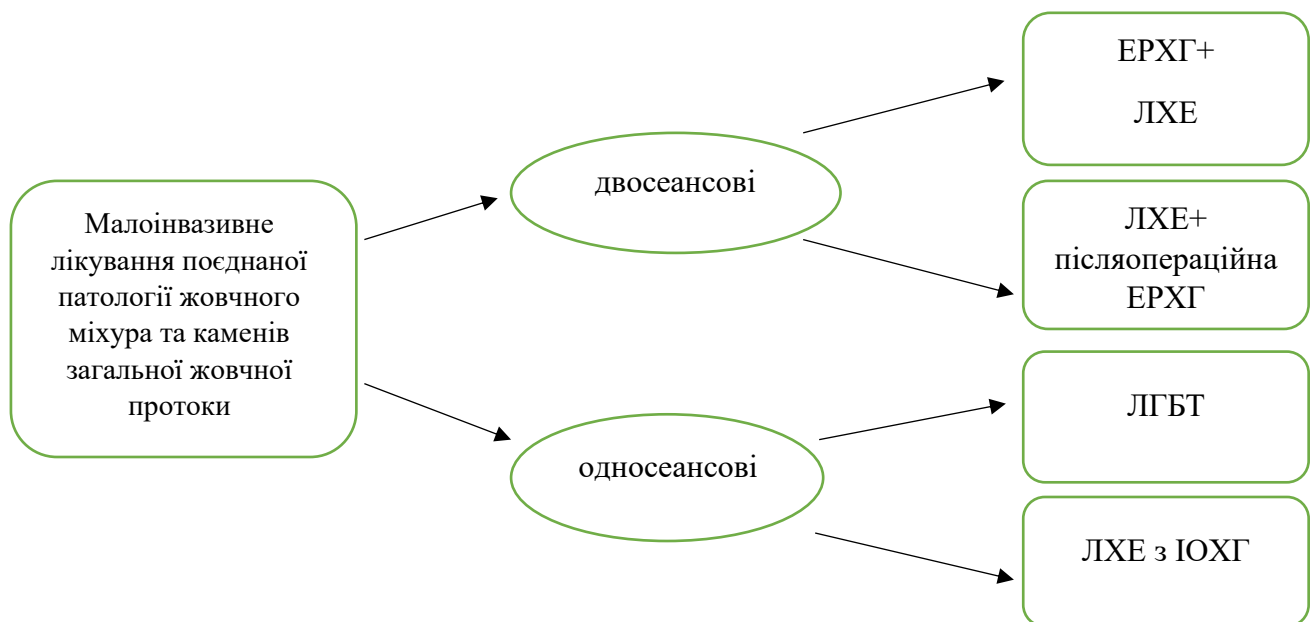 Малоінвазивне
лікування поєднаної
патології жовчного
міхура та каменів
загальної жовчної
протоки
двосеансові
ЕРХГ+
ЛХЕ
ЛХЕ+
післяопераційна
ЕРХГ
односеансові
ЛГБТ
ЛХЕ з ІОХГ